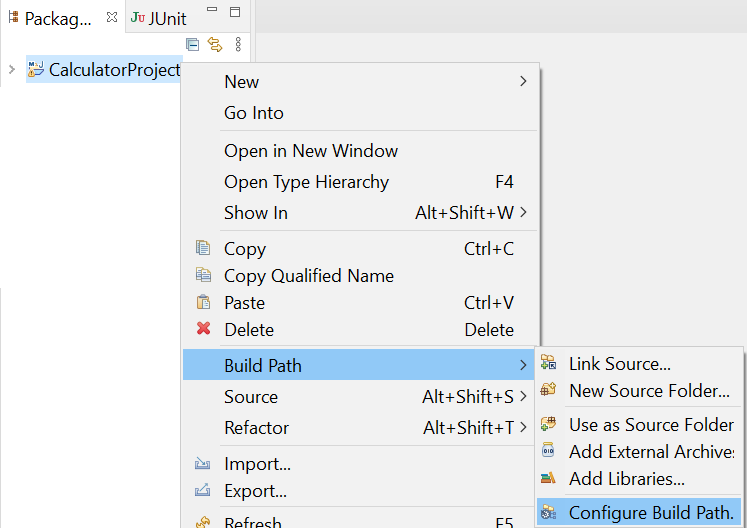 Packag...
JUnit
CalculatorProject
New
Go Into
Open in New Window
Open Type Hierarchy F4
Show In Alt+Shift+W
Copy Ctrl+C
Copy Qualified Name
Paste Ctrl+V
Delete Delete
Build Path
Source Alt+Shift+S
Refactor Alt+Shift+T
Import...
Export...
Refresh F5
Link Source...
New Source Folder...
Use as Source Folder
Add External Archive
Add Libraries...
Configure Build Path.